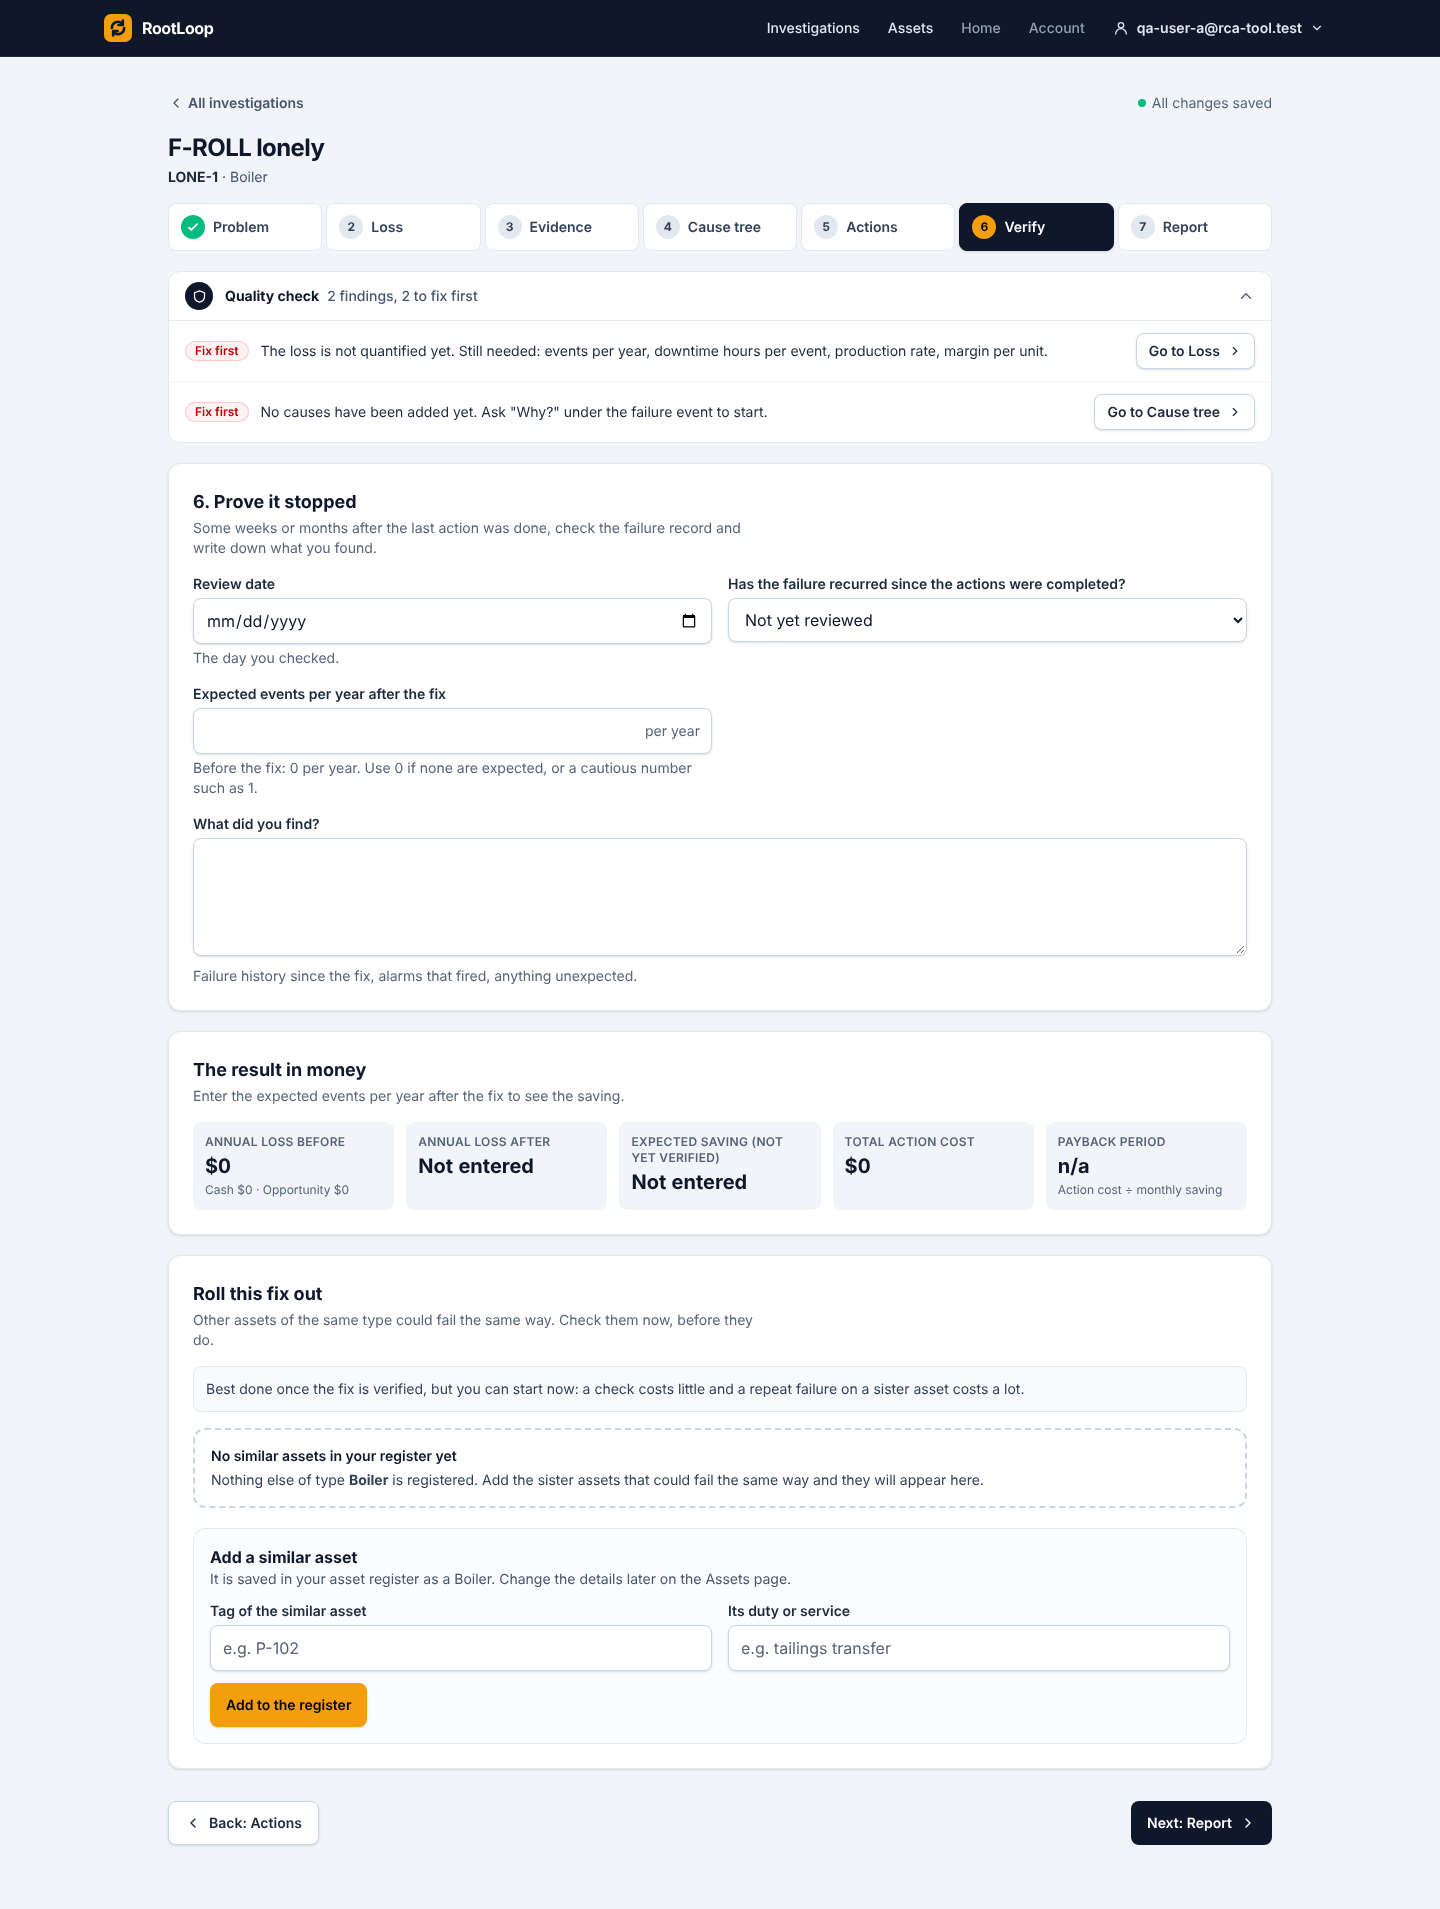 RootLoop
Investigations
Assets
Home
Account
qa-user-a@rca-tool.test
All investigations
All changes saved
F-ROLL lonely
LONE-1 · Boiler
Problem
2 Loss
3 Evidence
4 Cause tree
5 Actions
6 Verify
7 Report
Quality check 2 findings, 2 to fix first
Fix first The loss is not quantified yet. Still needed: events per year, downtime hours per event, production rate, margin per unit.
Go to Loss
Fix first No causes have been added yet. Ask "Why?" under the failure event to start.
Go to Cause tree
6. Prove it stopped
Some weeks or months after the last action was done, check the failure record and
write down what you found.
Review date
mm/dd/yyyy
The day you checked.
Has the failure recurred since the actions were completed?
Not yet reviewed
Expected events per year after the fix
per year
Before the fix: 0 per year. Use 0 if none are expected, or a cautious number
such as 1.
What did you find?
Failure history since the fix, alarms that fired, anything unexpected.
The result in money
Enter the expected events per year after the fix to see the saving.
ANNUAL LOSS BEFORE
$0
Cash $0 · Opportunity $0
ANNUAL LOSS AFTER
Not entered
EXPECTED SAVING (NOT
YET VERIFIED)
Not entered
TOTAL ACTION COST
$0
PAYBACK PERIOD
n/a
Action cost ÷ monthly saving
Roll this fix out
Other assets of the same type could fail the same way. Check them now, before they
do.
Best done once the fix is verified, but you can start now: a check costs little and a repeat failure on a sister asset costs a lot.
No similar assets in your register yet
Nothing else of type Boiler is registered. Add the sister assets that could fail the same way and they will appear here.
Add a similar asset
It is saved in your asset register as a Boiler. Change the details later on the Assets page.
Tag of the similar asset
e.g. P-102
Its duty or service
e.g. tailings transfer
Add to the register
Back: Actions
Next: Report